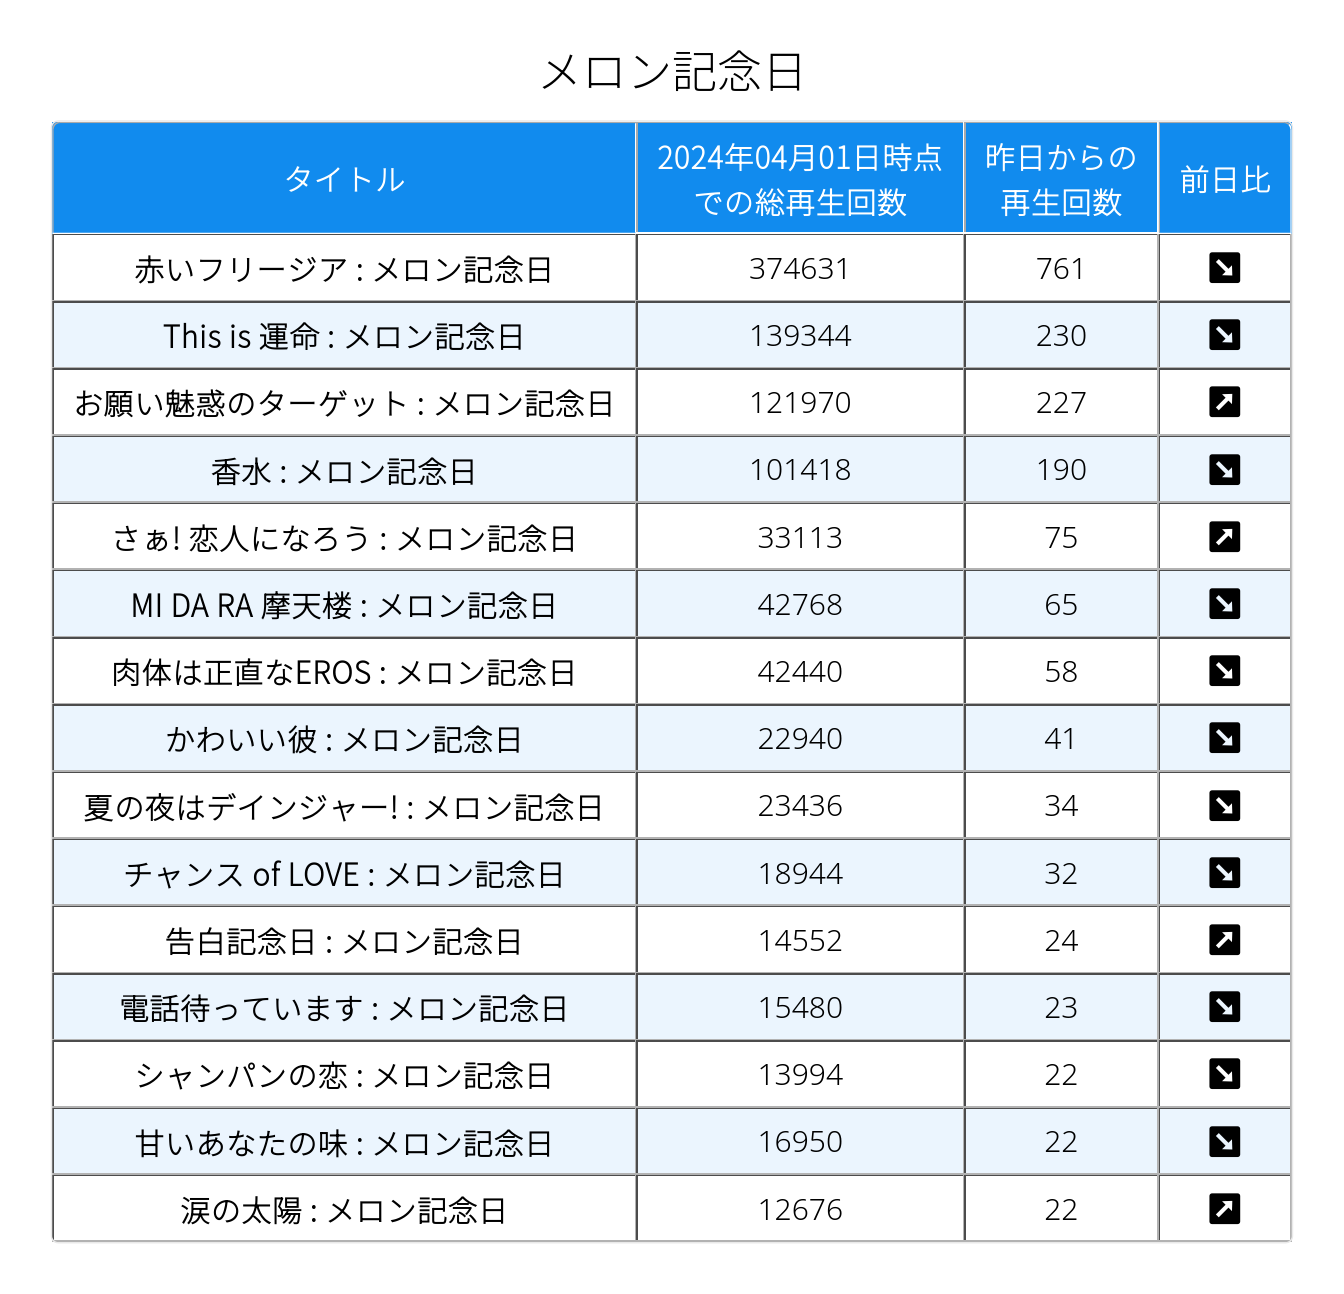 メロン記念日
タイトル 2024年04月01日時点での総再生回数 昨日からの再生回数 前日比
赤いフリージア : メロン記念日 374631 761 ↘
This is 運命 : メロン記念日 139344 230 ↘
お願い魅惑のターゲット : メロン記念日 121970 227 ↗
香水 : メロン記念日 101418 190 ↘
さぁ! 恋人になろう : メロン記念日 33113 75 ↗
MI DA RA 摩天楼 : メロン記念日 42768 65 ↘
肉体は正直なEROS : メロン記念日 42440 58 ↘
かわいい彼 : メロン記念日 22940 41 ↘
夏の夜はデインジャー! : メロン記念日 23436 34 ↘
チャンス of LOVE : メロン記念日 18944 32 ↘
告白記念日 : メロン記念日 14552 24 ↗
電話待っています : メロン記念日 15480 23 ↘
シャンパンの恋 : メロン記念日 13994 22 ↘
甘いあなたの味 : メロン記念日 16950 22 ↘
涙の太陽 : メロン記念日 12676 22 ↗